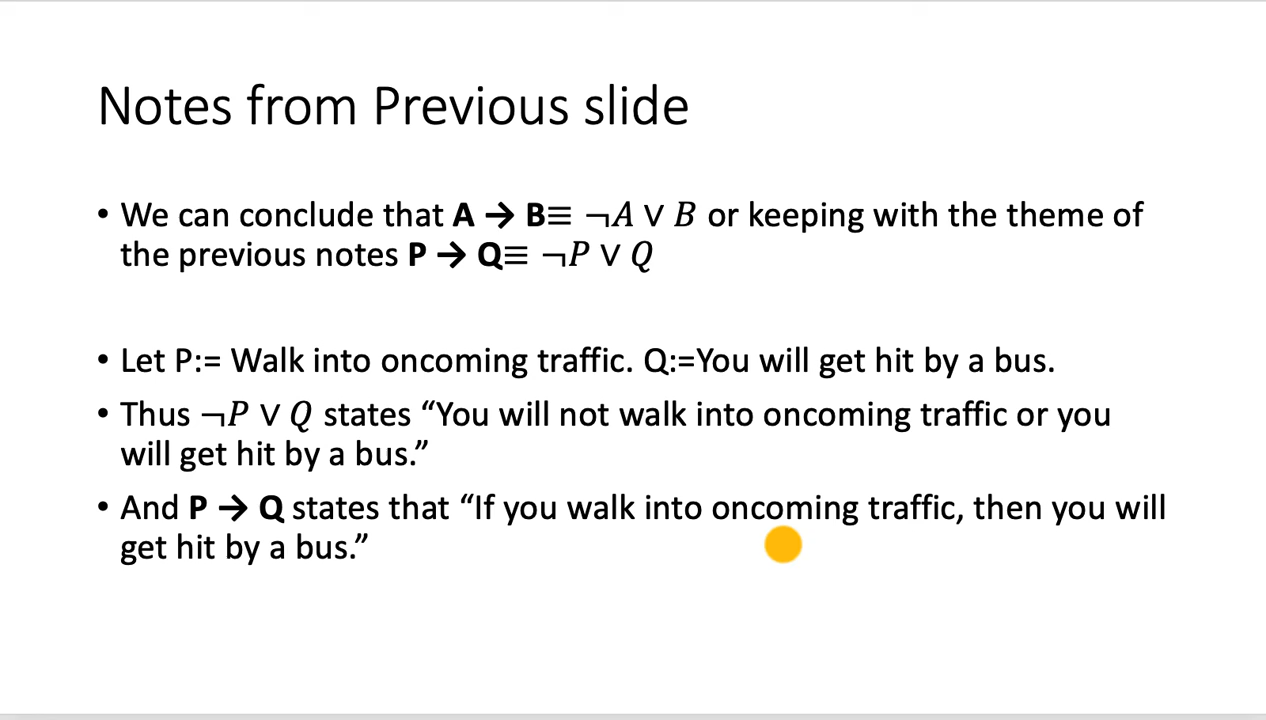 Notes from Previous slide
• We can conclude that A → B≡ ¬A ∨ B or keeping with the theme of
the previous notes P → Q≡ ¬P ∨ Q
• Let P:= Walk into oncoming traffic. Q:=You will get hit by a bus.
• Thus ¬P ∨ Q states “You will not walk into oncoming traffic or you
will get hit by a bus.”
• And P → Q states that “If you walk into oncoming traffic, then you will
get hit by a bus.”